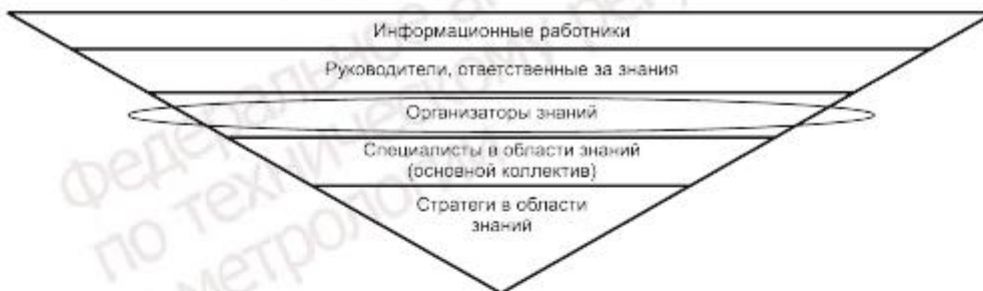 Информационные работники
Руководители, ответственные за знания
Организаторы знаний
Специалисты в области знаний
(основной коллектив)
Стратеги в области
знаний